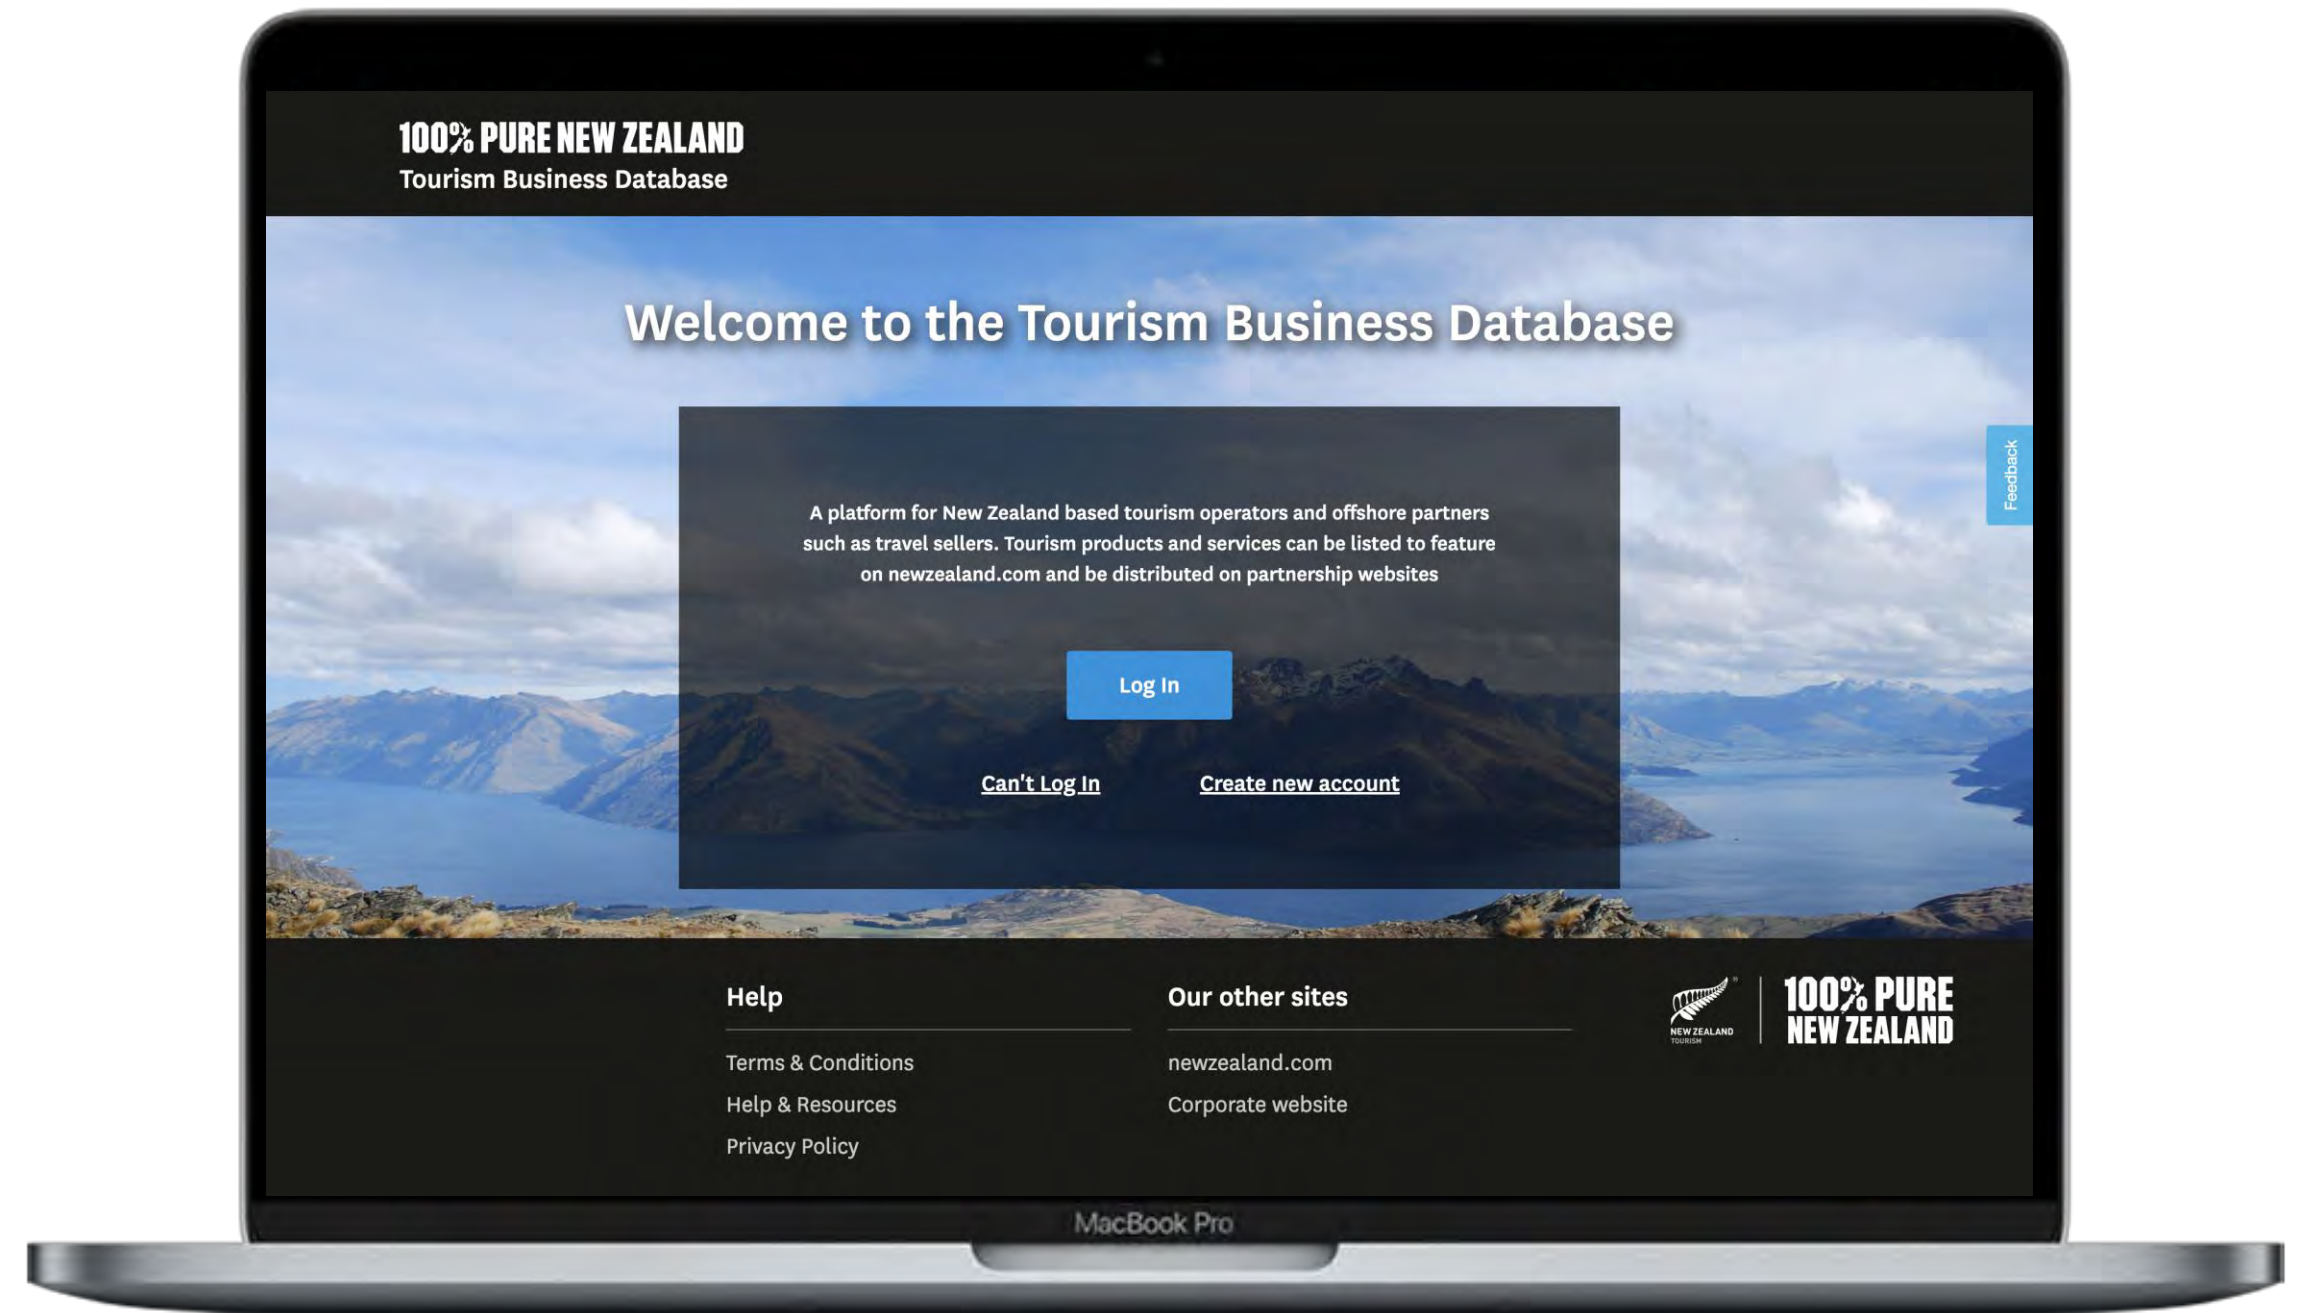 100% PURE NEW ZEALAND
Tourism Business Database
Welcome to the Tourism Business Database
A platform for New Zealand based tourism operators and offshore partners
such as travel sellers. Tourism products and services can be listed to feature
on newzealand.com and be distributed on partnership websites
Log In
Can't Log In
Create new account
Feedback
Help
Terms & Conditions
Help & Resources
Privacy Policy
Our other sites
newzealand.com
Corporate website
NEW ZEALAND
TOURISM
100% PURE
NEW ZEALAND
MacBook Pro